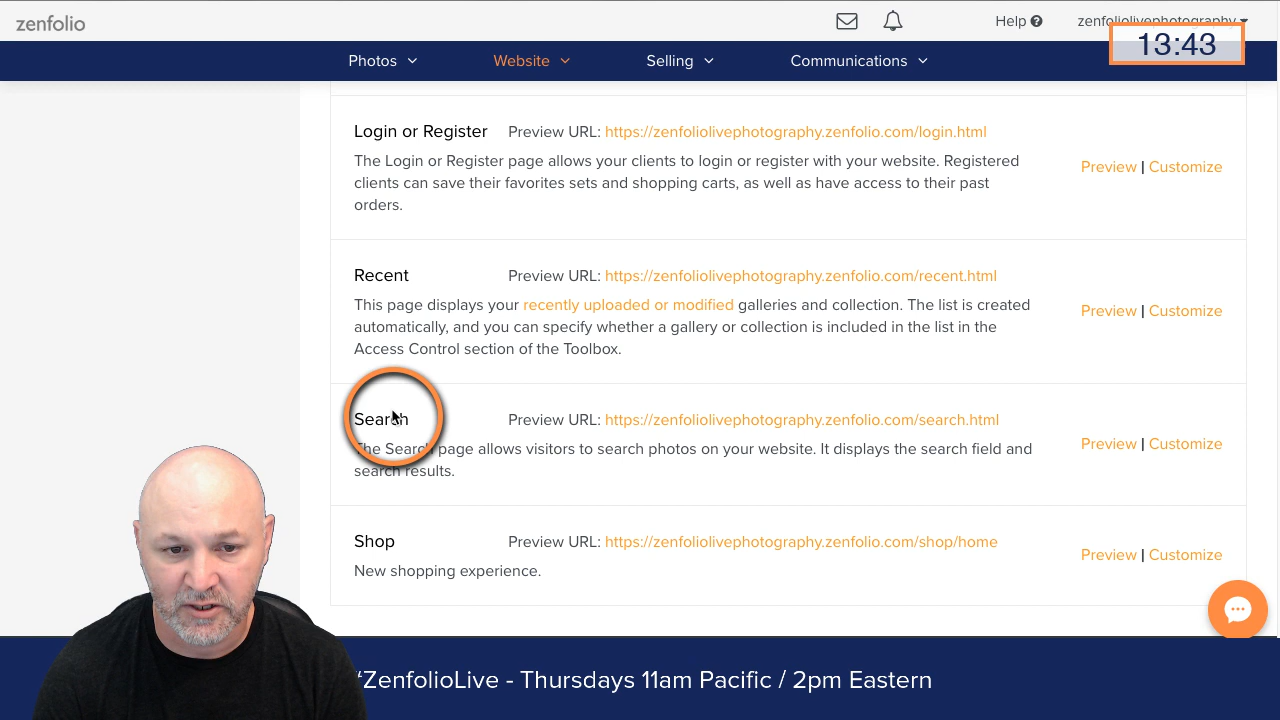 zenfolio
Help
zenfoliolivephotography
13:43
Photos
Website
Selling
Communications
Login or Register
Preview URL: https://zenfoliolivephotography.zenfolio.com/login.html
The Login or Register page allows your clients to login or register with your website. Registered
clients can save their favorites sets and shopping carts, as well as have access to their past
orders.
Preview | Customize
Recent
Preview URL: https://zenfoliolivephotography.zenfolio.com/recent.html
This page displays your recently uploaded or modified galleries and collection. The list is created
automatically, and you can specify whether a gallery or collection is included in the list in the
Access Control section of the Toolbox.
Preview | Customize
Search
Preview URL: https://zenfoliolivephotography.zenfolio.com/search.html
The Search page allows visitors to search photos on your website. It displays the search field and
search results.
Preview | Customize
Shop
Preview URL: https://zenfoliolivephotography.zenfolio.com/shop/home
New shopping experience.
Preview | Customize
“ZenfolioLive - Thursdays 11am Pacific / 2pm Eastern